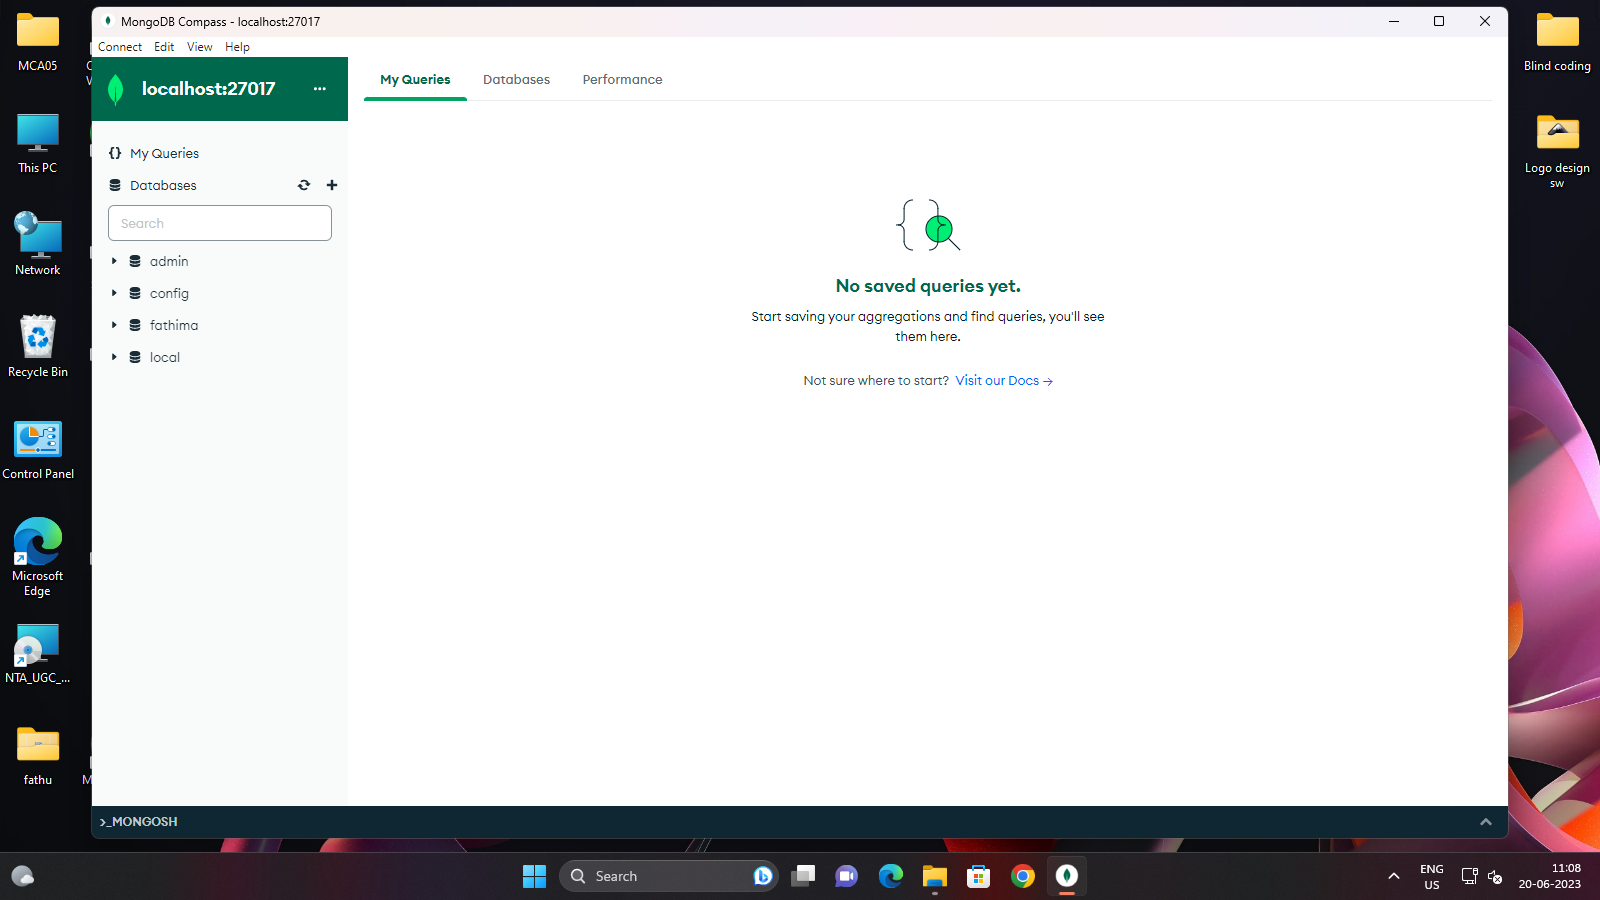 MongoDB Compass - localhost:27017
Connect Edit View Help
localhost:27017
My Queries
Databases
Search
admin
config
fathima
local
My Queries Databases Performance
No saved queries yet.
Start saving your aggregations and find queries, you'll see
them here.
Not sure where to start? Visit our Docs →
>_MONGOSH
MCA05
This PC
Network
Recycle Bin
Control Panel
Microsoft
Edge
NTA_UGC_...
fathu
Blind coding
Logo design
sw
Search
ENG
US
11:08
20-06-2023